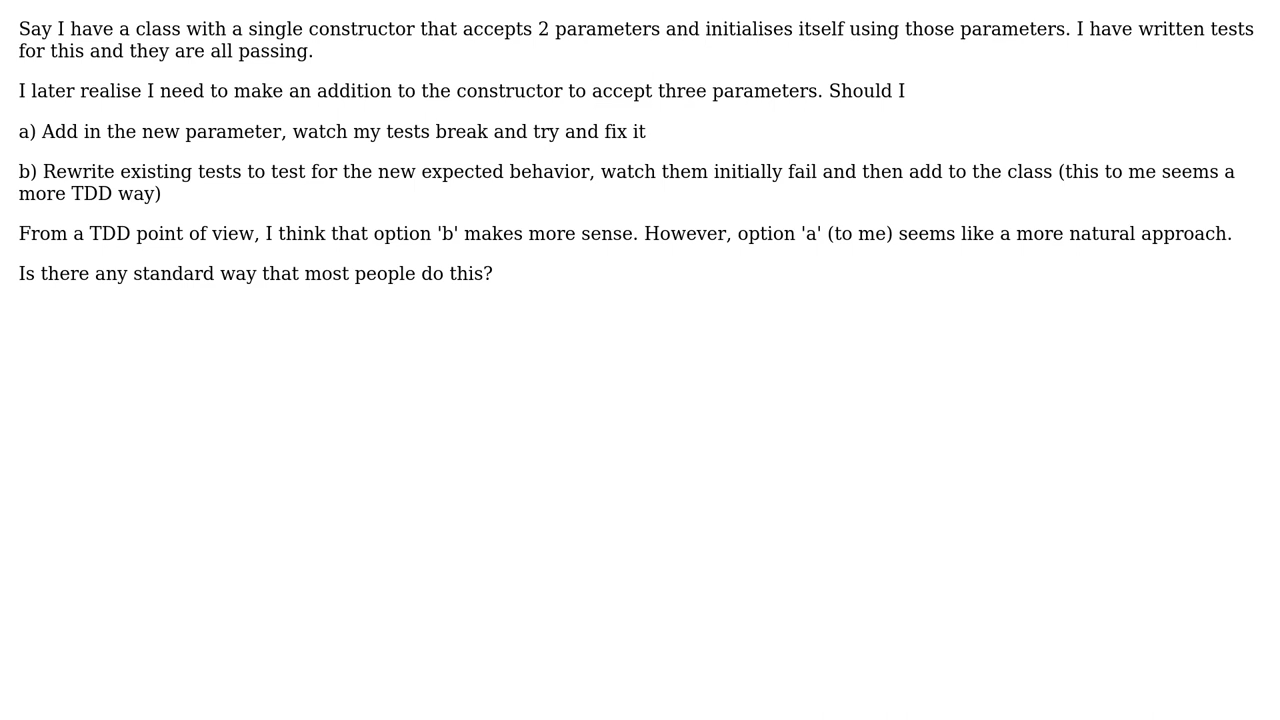 Say I have a class with a single constructor that accepts 2 parameters and initialises itself using those parameters. I have written tests
for this and they are all passing.
I later realise I need to make an addition to the constructor to accept three parameters. Should I
a) Add in the new parameter, watch my tests break and try and fix it
b) Rewrite existing tests to test for the new expected behavior, watch them initially fail and then add to the class (this to me seems a
more TDD way)
From a TDD point of view, I think that option 'b' makes more sense. However, option 'a' (to me) seems like a more natural approach.
Is there any standard way that most people do this?